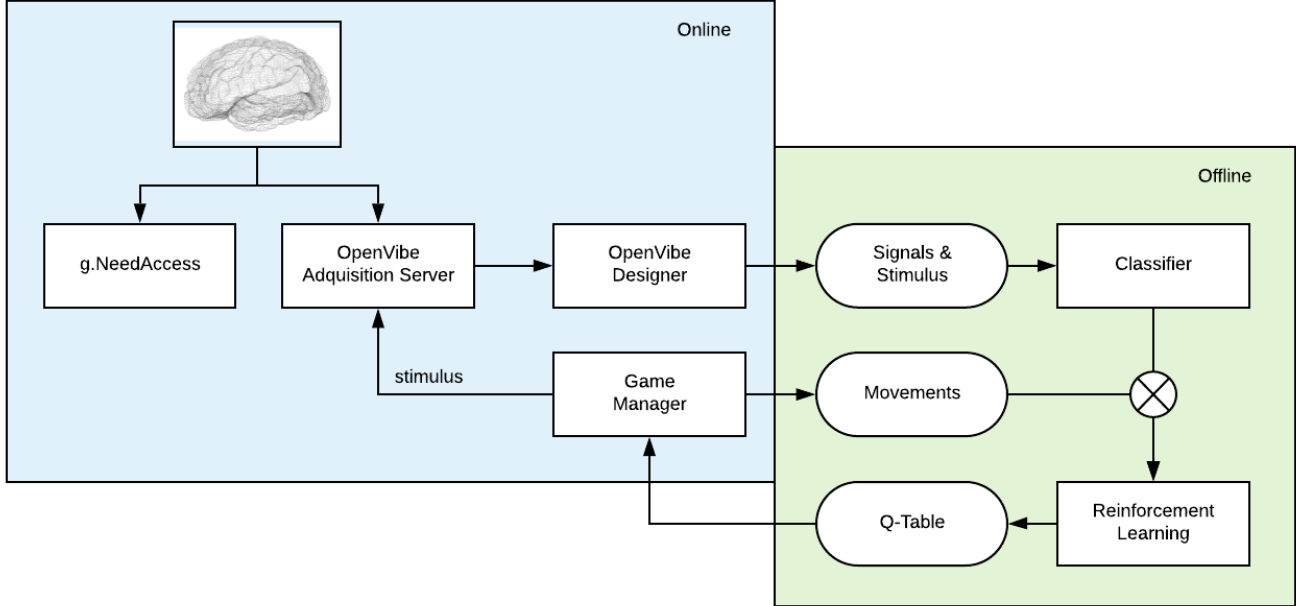 Online
Offline
g.NeedAccess
OpenVibe
Adquisition Server
OpenVibe
Designer
Signals &
Stimulus
Classifier
stimulus
Game
Manager
Movements
Q-Table
Reinforcement
Learning